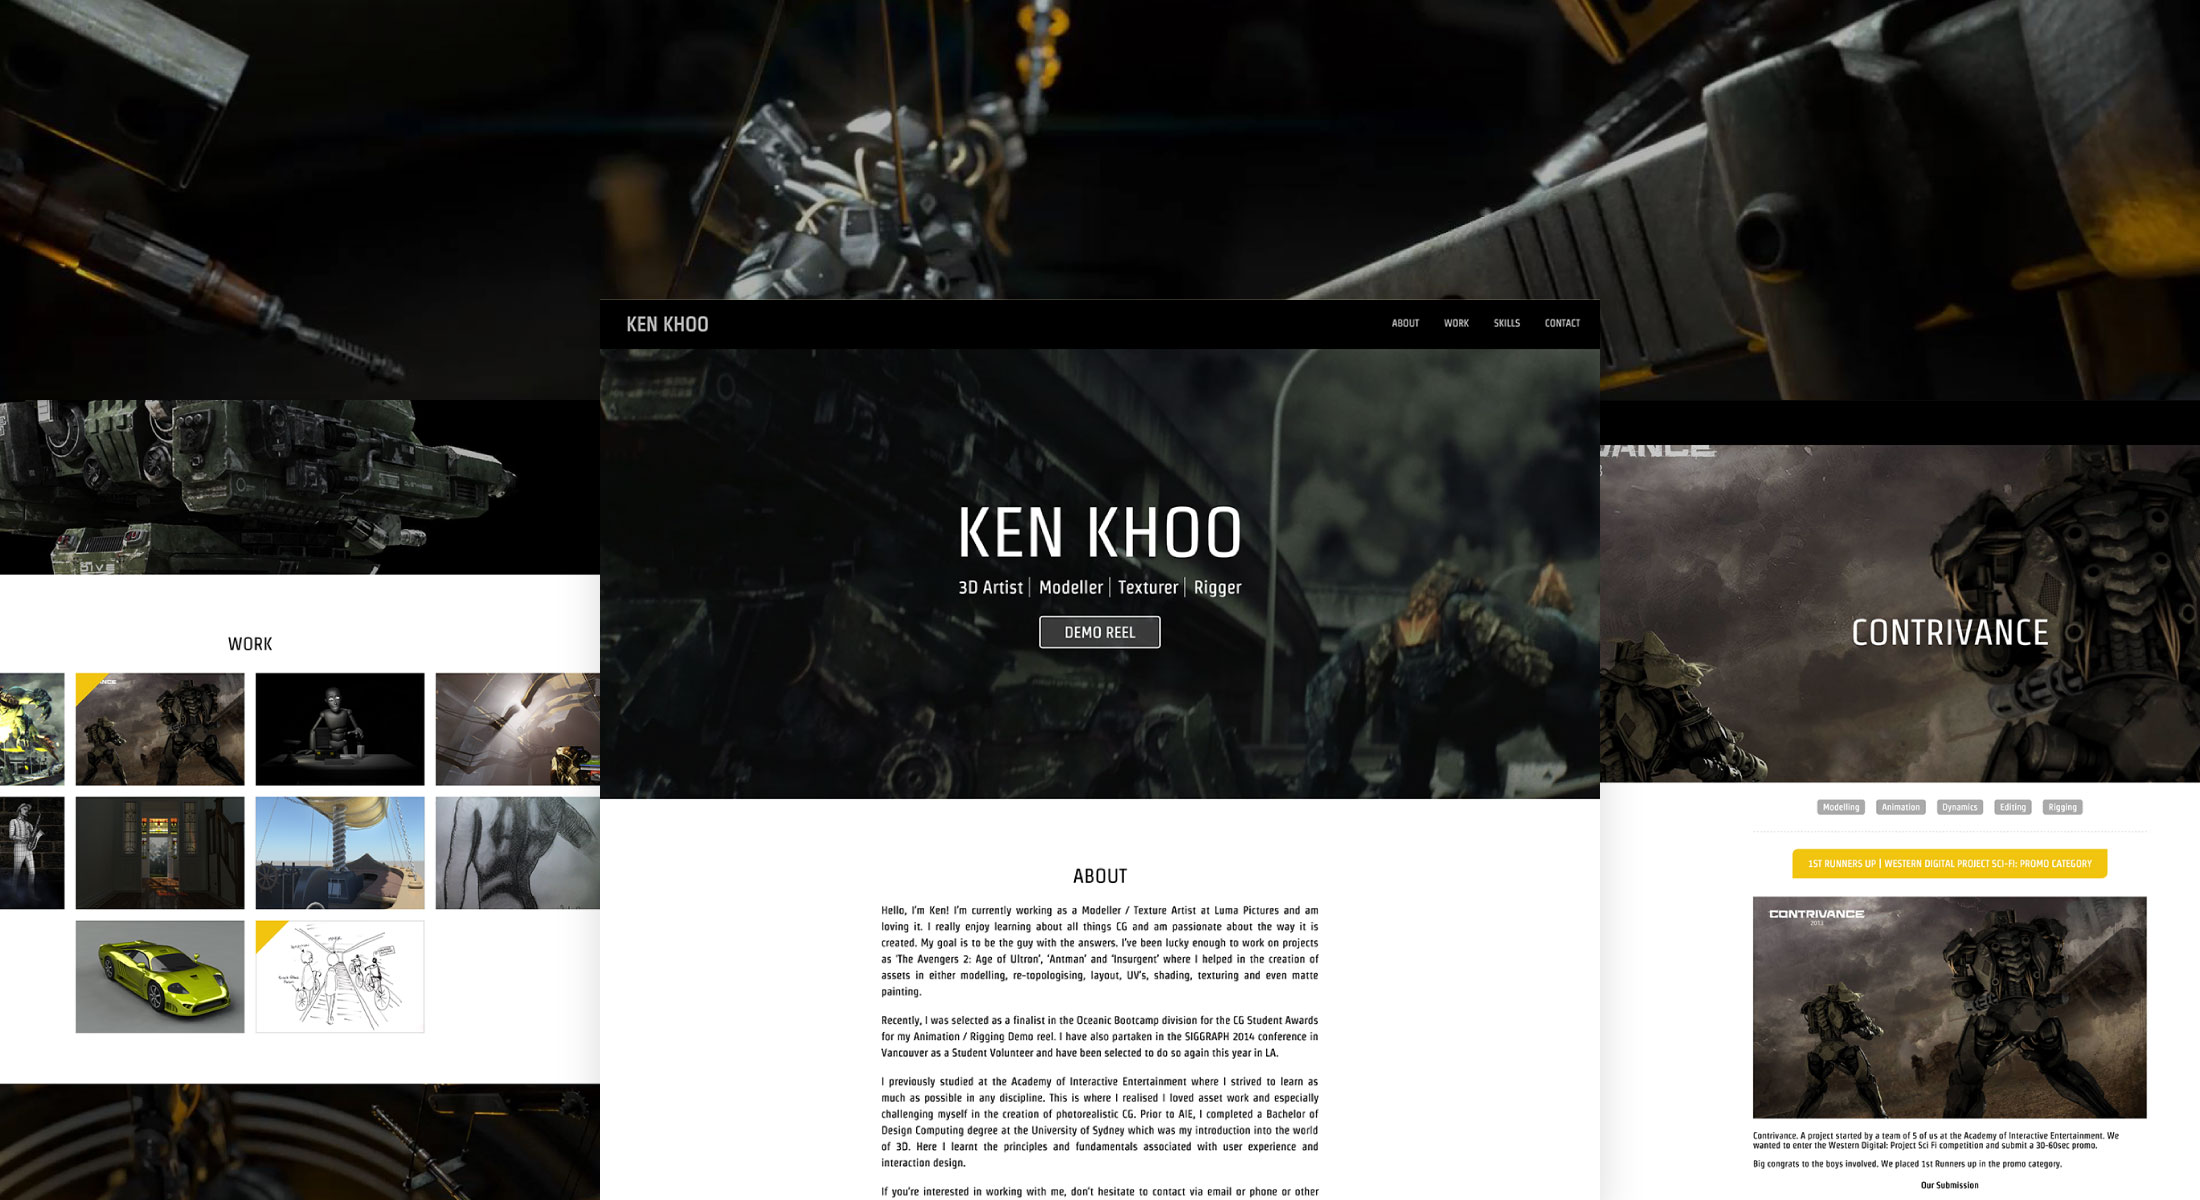 KEN KHOO
ABOUT
WORK
SKILLS
CONTACT
KEN KHOO
3D Artist | Modeller | Texturer | Rigger
DEMO REEL
ABOUT
Hello, I'm Ken! I'm currently working as a Modeller / Texture Artist at Luma Pictures and am
loving it. I really enjoy learning about all things CG and am passionate about the way it is
created. My goal is to be the guy with the answers. I've been lucky enough to work on projects
as 'The Avengers 2: Age of Ultron', 'Antman' and 'Insurgent' where I helped in the creation of
assets in either modelling, re-topologising, layout, UV's, shading, texturing and even matte
painting.
Recently, I was selected as a finalist in the Oceanic Bootcamp division for the CG Student Awards
for my Animation / Rigging Demo reel. I have also partaken in the SIGGRAPH 2014 conference in
Vancouver as a Student Volunteer and have been selected to do so again this year in LA.
I previously studied at the Academy of Interactive Entertainment where I strived to learn as
much as possible in any discipline. This is where I realised I loved asset work and especially
challenging myself in the creation of photorealistic CG. Prior to AIE, I completed a Bachelor of
Design Computing degree at the University of Sydney which was my introduction into the world
of 3D. Here I learnt the principles and fundamentals associated with user experience and
interaction design.
If you're interested in working with me, don't hesitate to contact via email or phone or other
WORK
CONTRIVANCE
Modelling
Animation
Dynamics
Editing
Rigging
1ST RUNNERS UP | WESTERN DIGITAL PROJECT SCI-FI: PROMO CATEGORY
CONTRIVANCE
2013
Contrivance. A project started by a team of 5 of us at the Academy of Interactive Entertainment. We
wanted to enter the Western Digital: Project Sci Fi competition and submit a 30-60sec promo.
Big congrats to the boys involved. We placed 1st Runners up in the promo category.
Our Submission